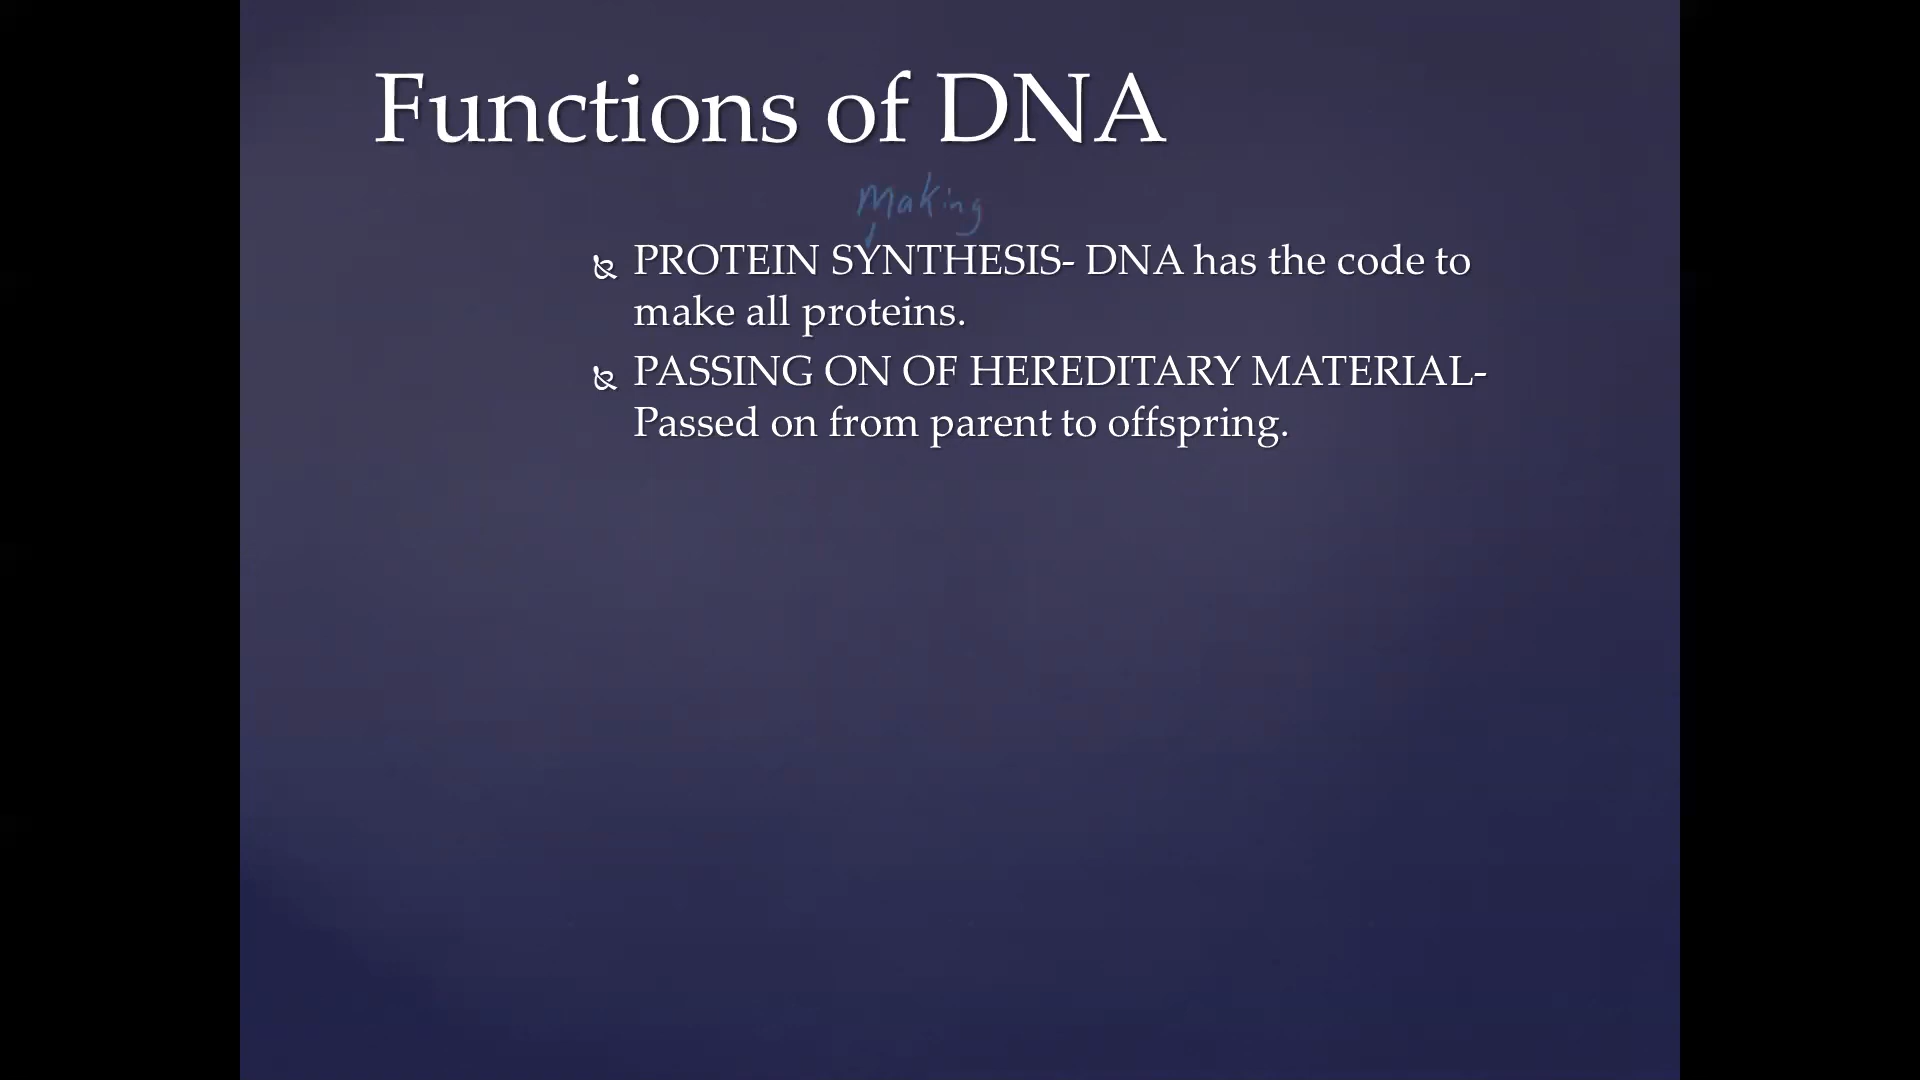 Functions of DNA
making
PROTEIN SYNTHESIS- DNA has the code to
make all proteins.
PASSING ON OF HEREDITARY MATERIAL-
Passed on from parent to offspring.